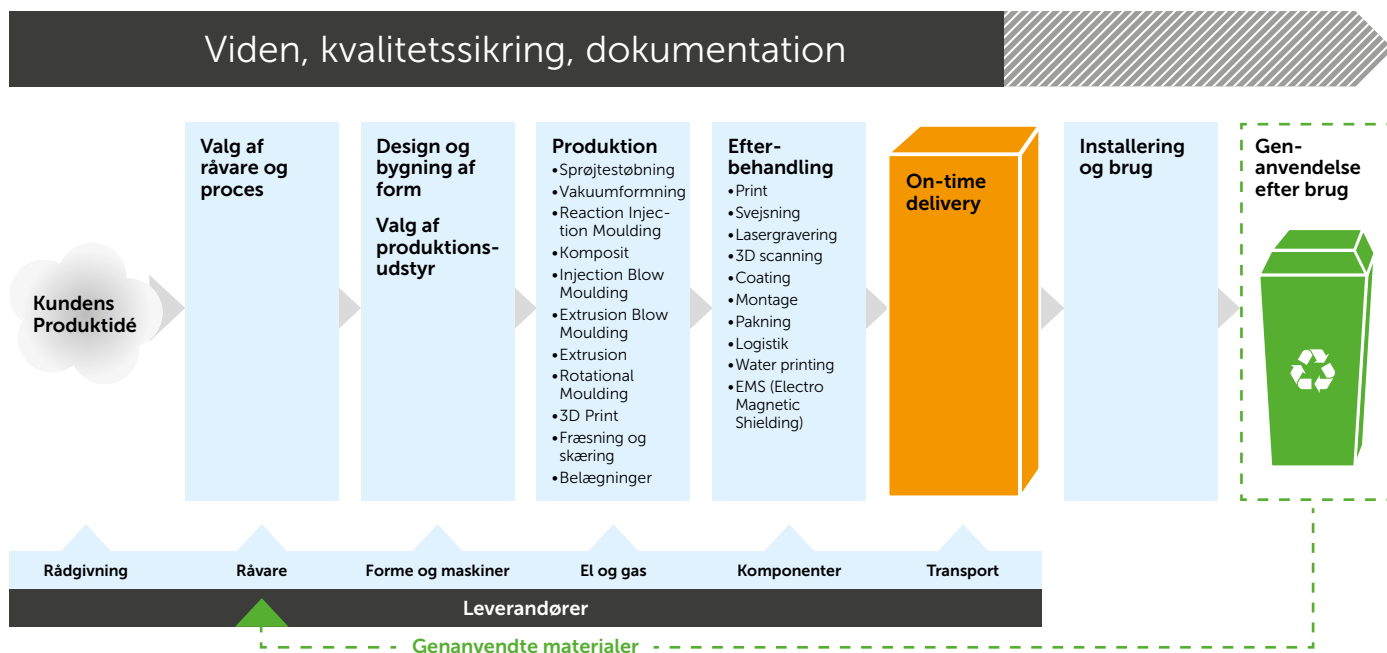 Viden, kvalitetssikring, dokumentation
Kundens
Produktidé
Valg af
råvare og
proces
Design og
bygning af
form
Valg af
produktions-
udstyr
Produktion
•Sprøjtestøbning
•Vakuumformning
•Reaction Injec-
tion Moulding
•Komposit
•Injection Blow
Moulding
•Extrusion Blow
Moulding
•Extrusion
•Rotational
Moulding
•3D Print
•Fræsning og
skæring
•Belægninger
Efter-
behandling
•Print
•Svejsning
•Lasergravering
•3D scanning
•Coating
•Montage
•Pakning
•Logistik
•Water printing
•EMS (Electro
Magnetic
Shielding)
On-time
delivery
Installering
og brug
Gen-
anvendelse
efter brug
Rådgivning
Råvare
Forme og maskiner
El og gas
Komponenter
Transport
Leverandører
Genanvendte materialer